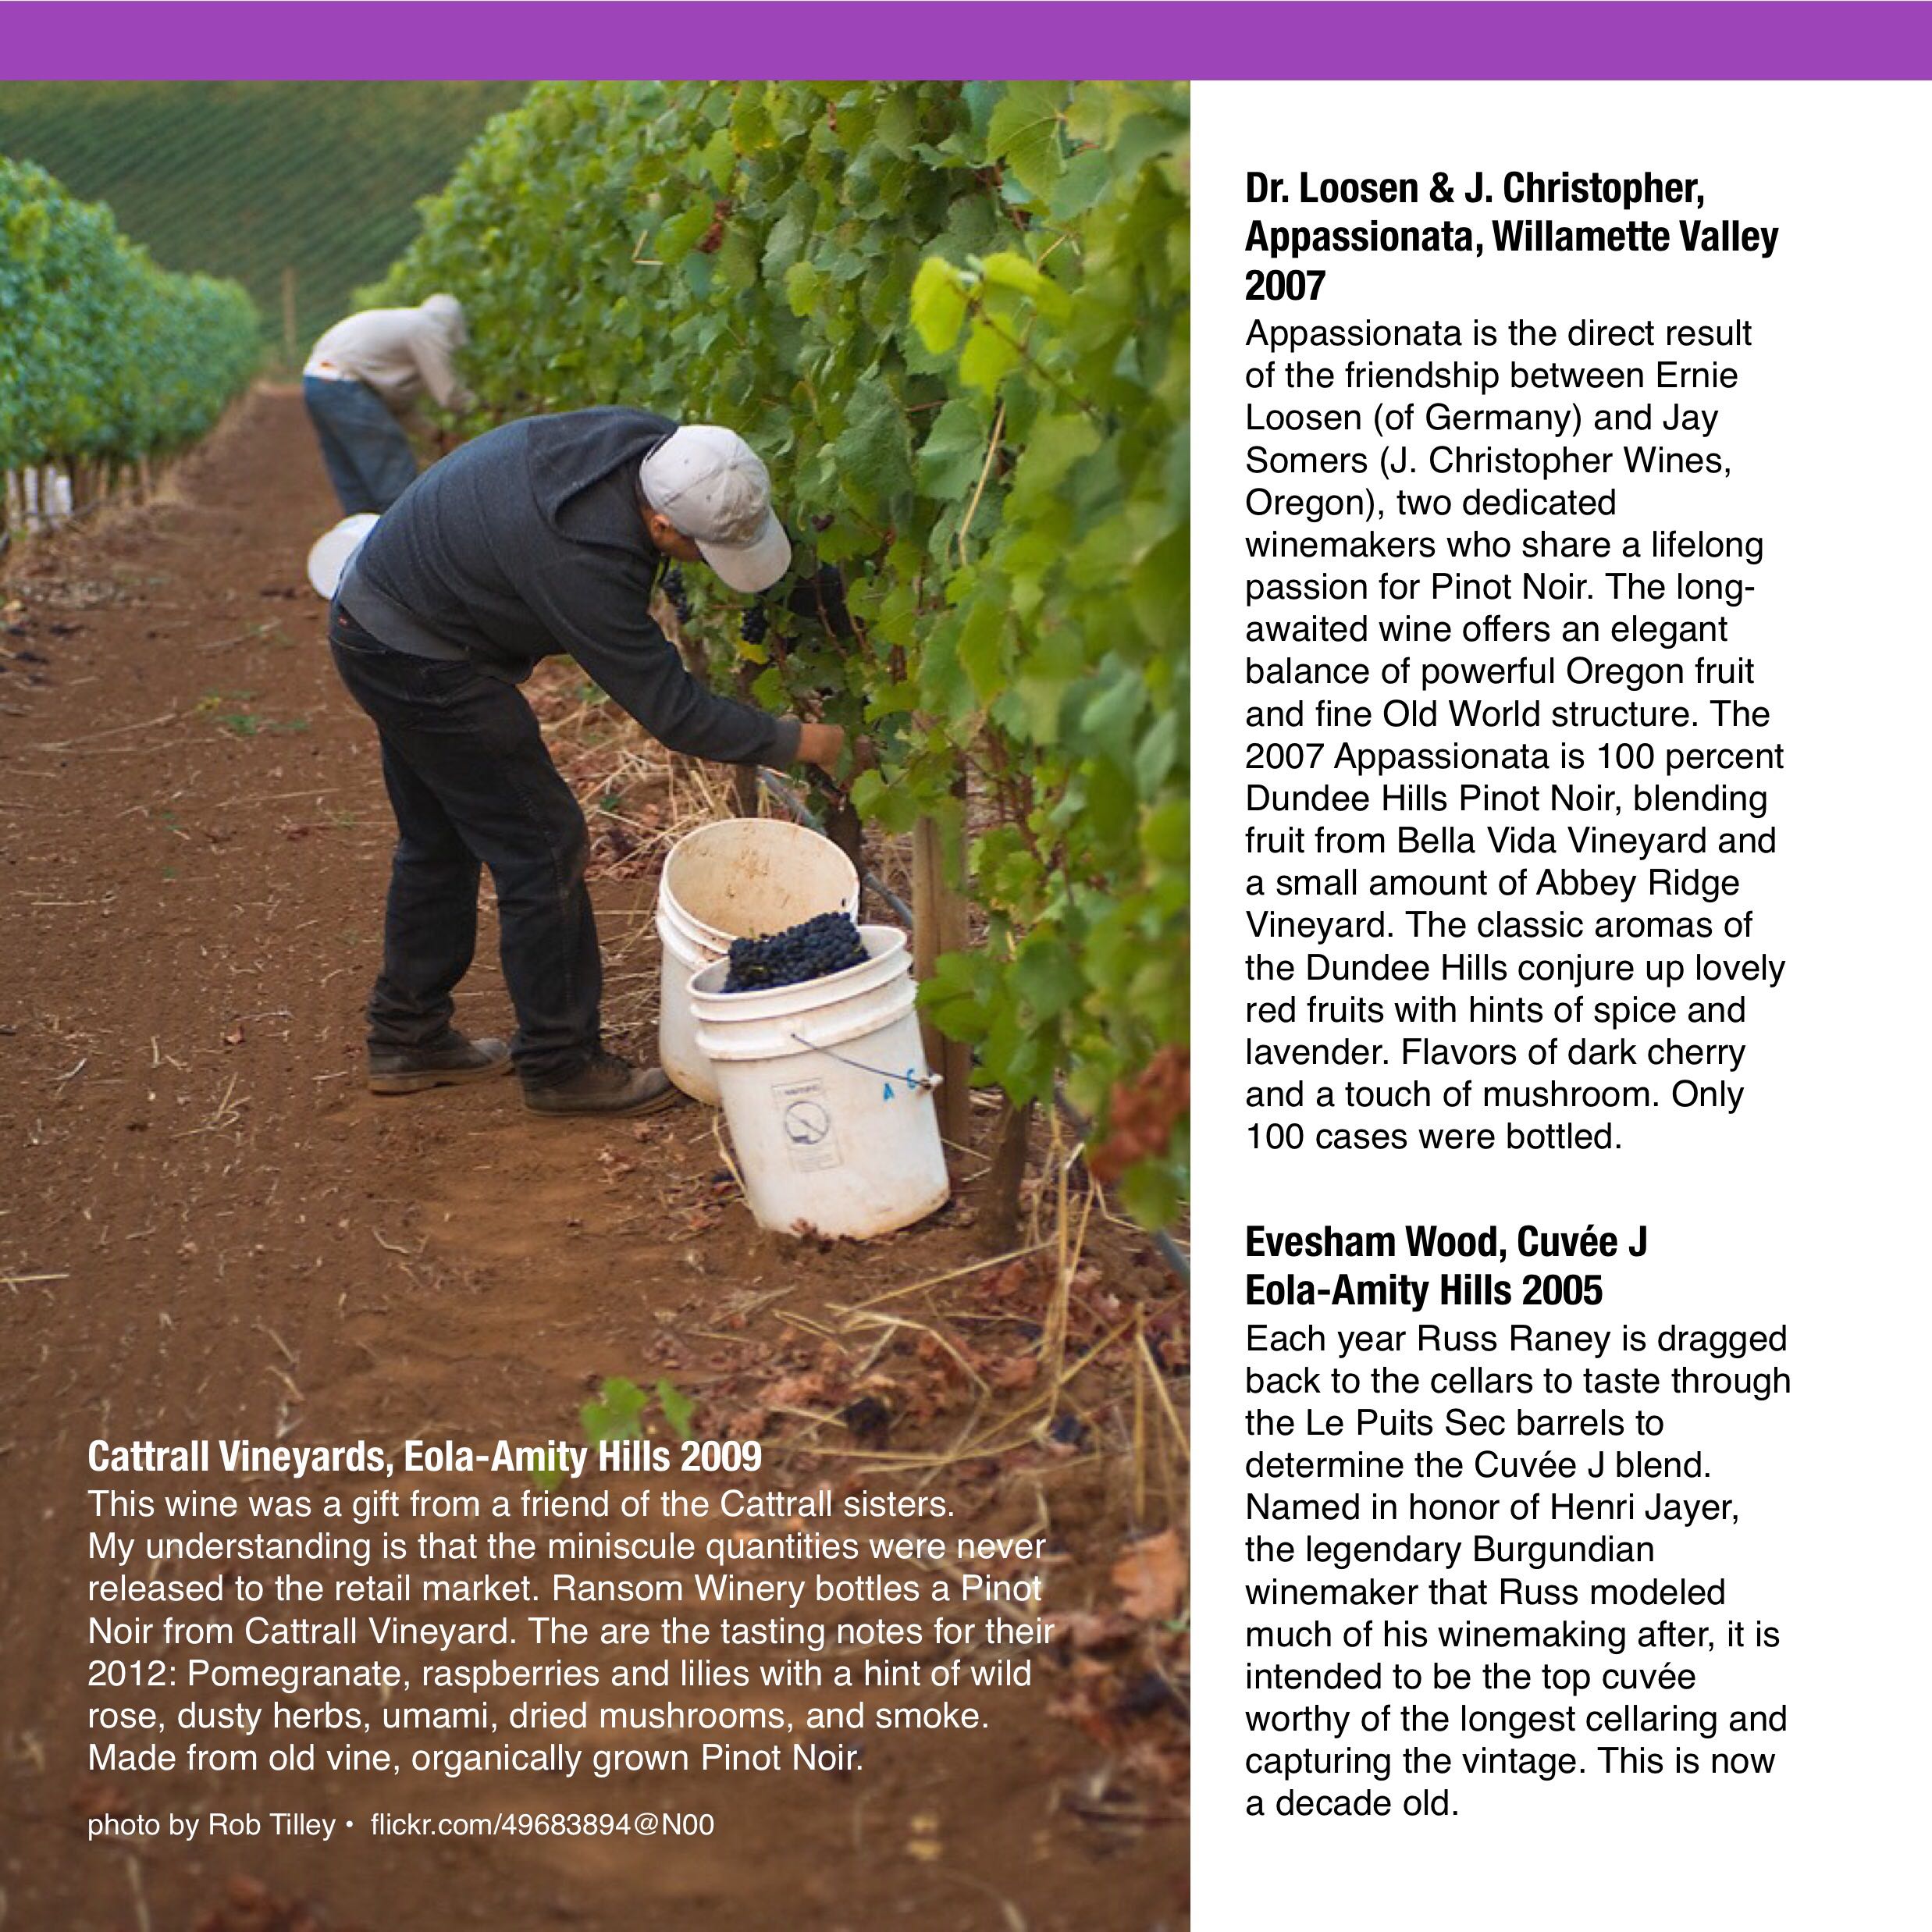 Dr. Loosen & J. Christopher,
Appassionata, Willamette Valley
2007
Appassionata is the direct result
of the friendship between Ernie
Loosen (of Germany) and Jay
Somers (J. Christopher Wines,
Oregon), two dedicated
winemakers who share a lifelong
passion for Pinot Noir. The long-
awaited wine offers an elegant
balance of powerful Oregon fruit
and fine Old World structure. The
2007 Appassionata is 100 percent
Dundee Hills Pinot Noir, blending
fruit from Bella Vida Vineyard and
a small amount of Abbey Ridge
Vineyard. The classic aromas of
the Dundee Hills conjure up lovely
red fruits with hints of spice and
lavender. Flavors of dark cherry
and a touch of mushroom. Only
100 cases were bottled.
Evesham Wood, Cuvée J
Eola-Amity Hills 2005
Each year Russ Raney is dragged
back to the cellars to taste through
the Le Puits Sec barrels to
determine the Cuvée J blend.
Named in honor of Henri Jayer,
the legendary Burgundian
winemaker that Russ modeled
much of his winemaking after, it is
intended to be the top cuvée
worthy of the longest cellaring and
capturing the vintage. This is now
a decade old.
Cattrall Vineyards, Eola-Amity Hills 2009
This wine was a gift from a friend of the Cattrall sisters.
My understanding is that the miniscule quantities were never
released to the retail market. Ransom Winery bottles a Pinot
Noir from Cattrall Vineyard. The are the tasting notes for their
2012: Pomegranate, raspberries and lilies with a hint of wild
rose, dusty herbs, umami, dried mushrooms, and smoke.
Made from old vine, organically grown Pinot Noir.
photo by Rob Tilley • flickr.com/49683894@N00